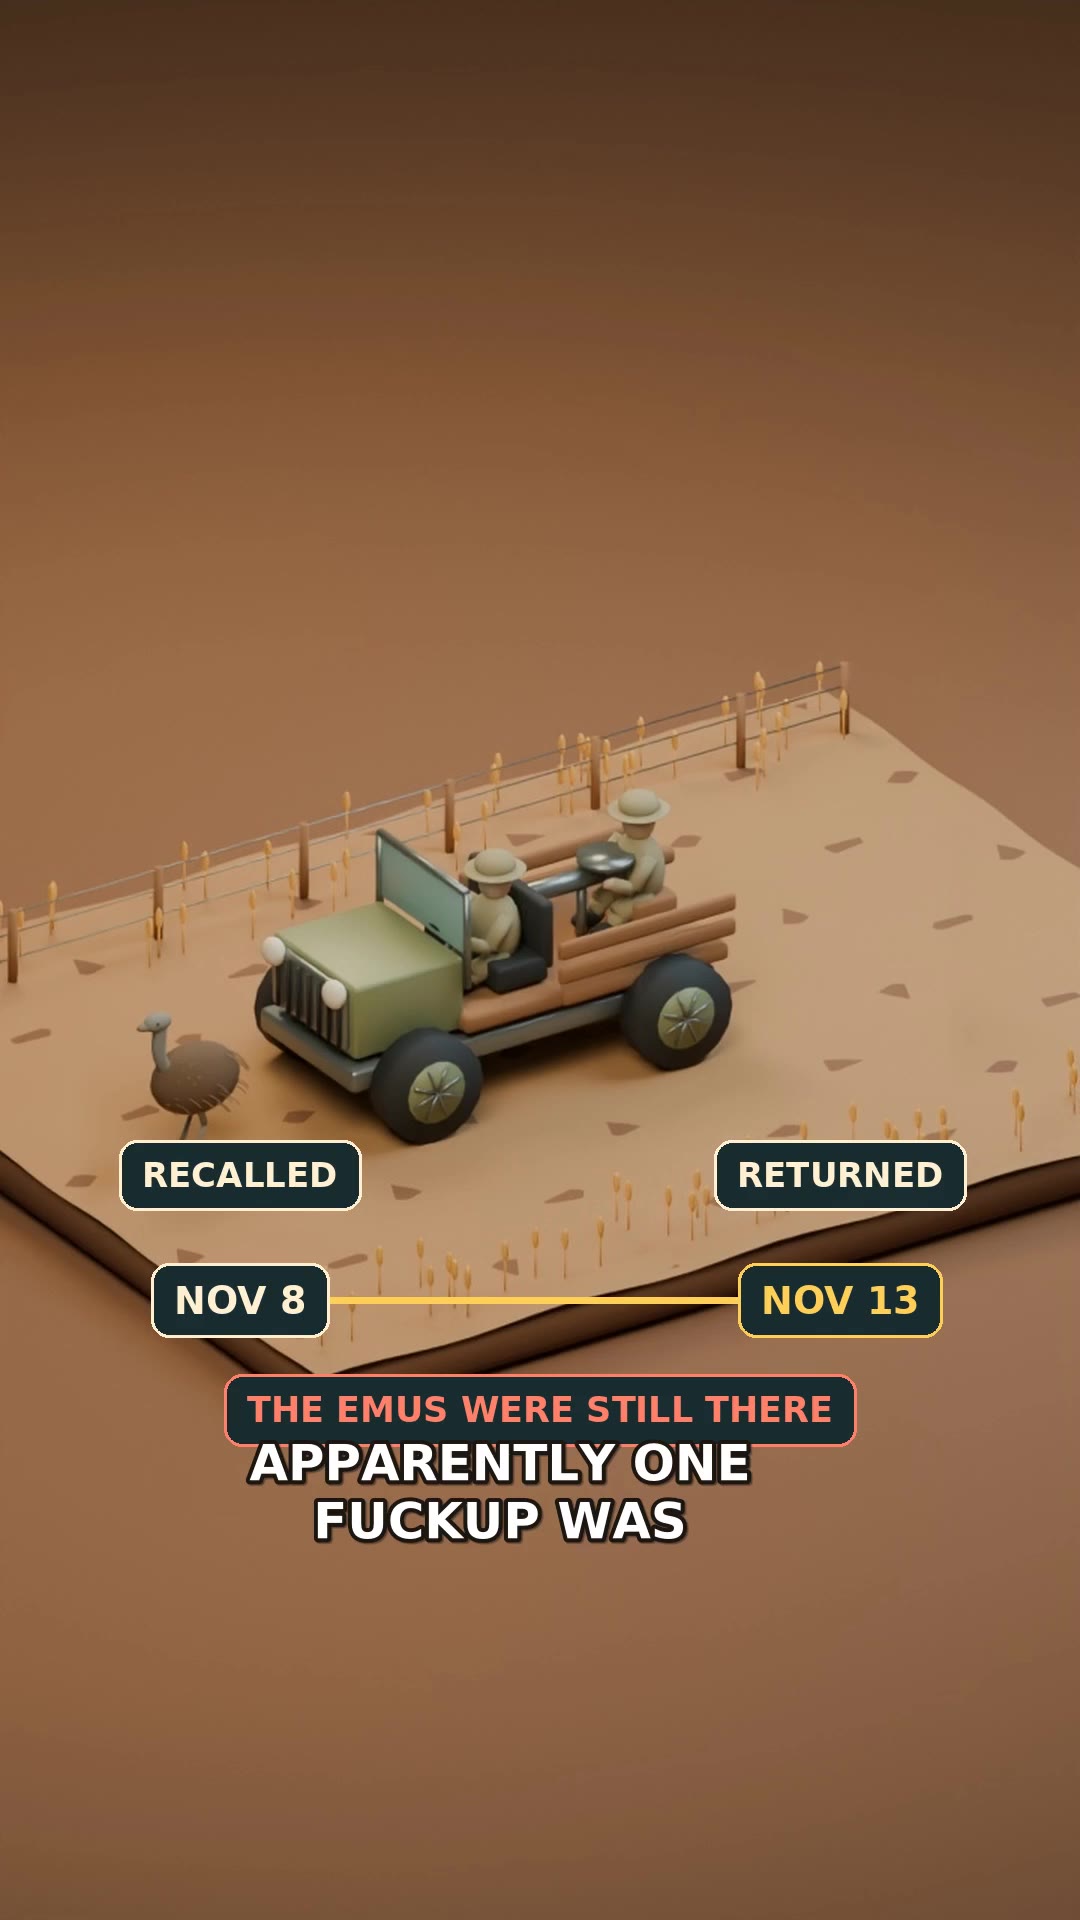 RECALLED
RETURNED
NOV 8
NOV 13
THE EMUS WERE STILL THERE
APPARENTLY ONE
FUCKUP WAS